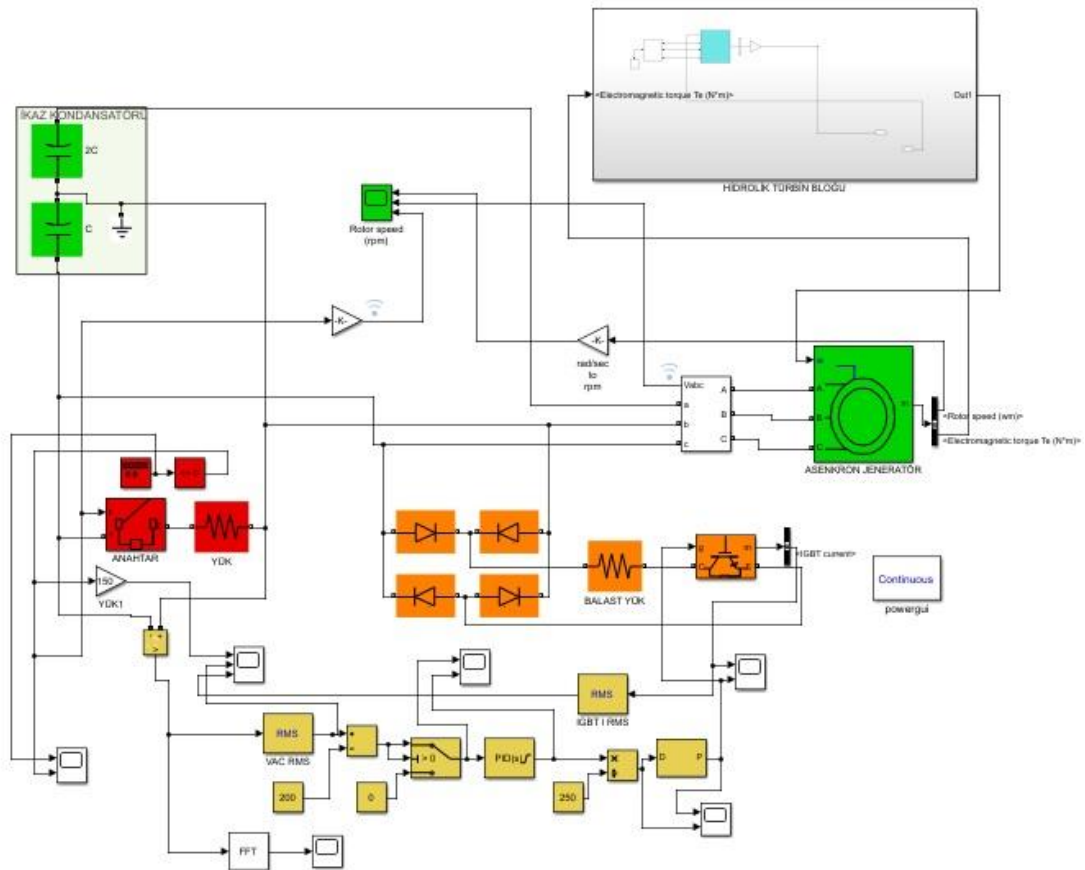 <Electromagnetic torque Te (N*m)>
Out1
HİDROLİK TÜRBİN BLOĞU
İKAZ KONDANSATÖRÜ
2C
C
Rotor speed
(rpm)
-K-
-K-
rad/sec
to
rpm
Vabc
a
b
c
A
B
C
w
A
B
C
m
<Rotor speed (wm)>
<Electromagnetic torque Te (N*m)>
ASENKRON JENERATÖR
ANAHTAR
YÜK
150
YÜK1
BALAST YÜK
g
m
C
E
<IGBT current>
Continuous
powergui
RMS
IGBT I RMS
RMS
VAC RMS
+
-
> 0
PID(s)
×
÷
D
P
200
0
250
FFT